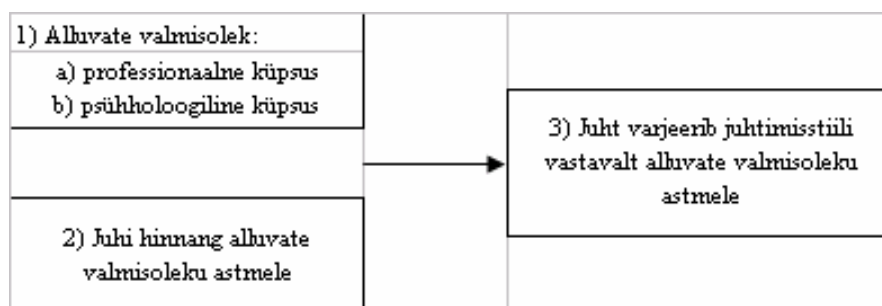 1) Alluvate valmisolek:
a) professionaalne küpsus
b) psühholoogiline küpsus
2) Juhi hinnang alluvate
valmisoleku astmele
3) Juht varjeerib juhtimisstiili
vastavalt alluvate valmisoleku
astmele